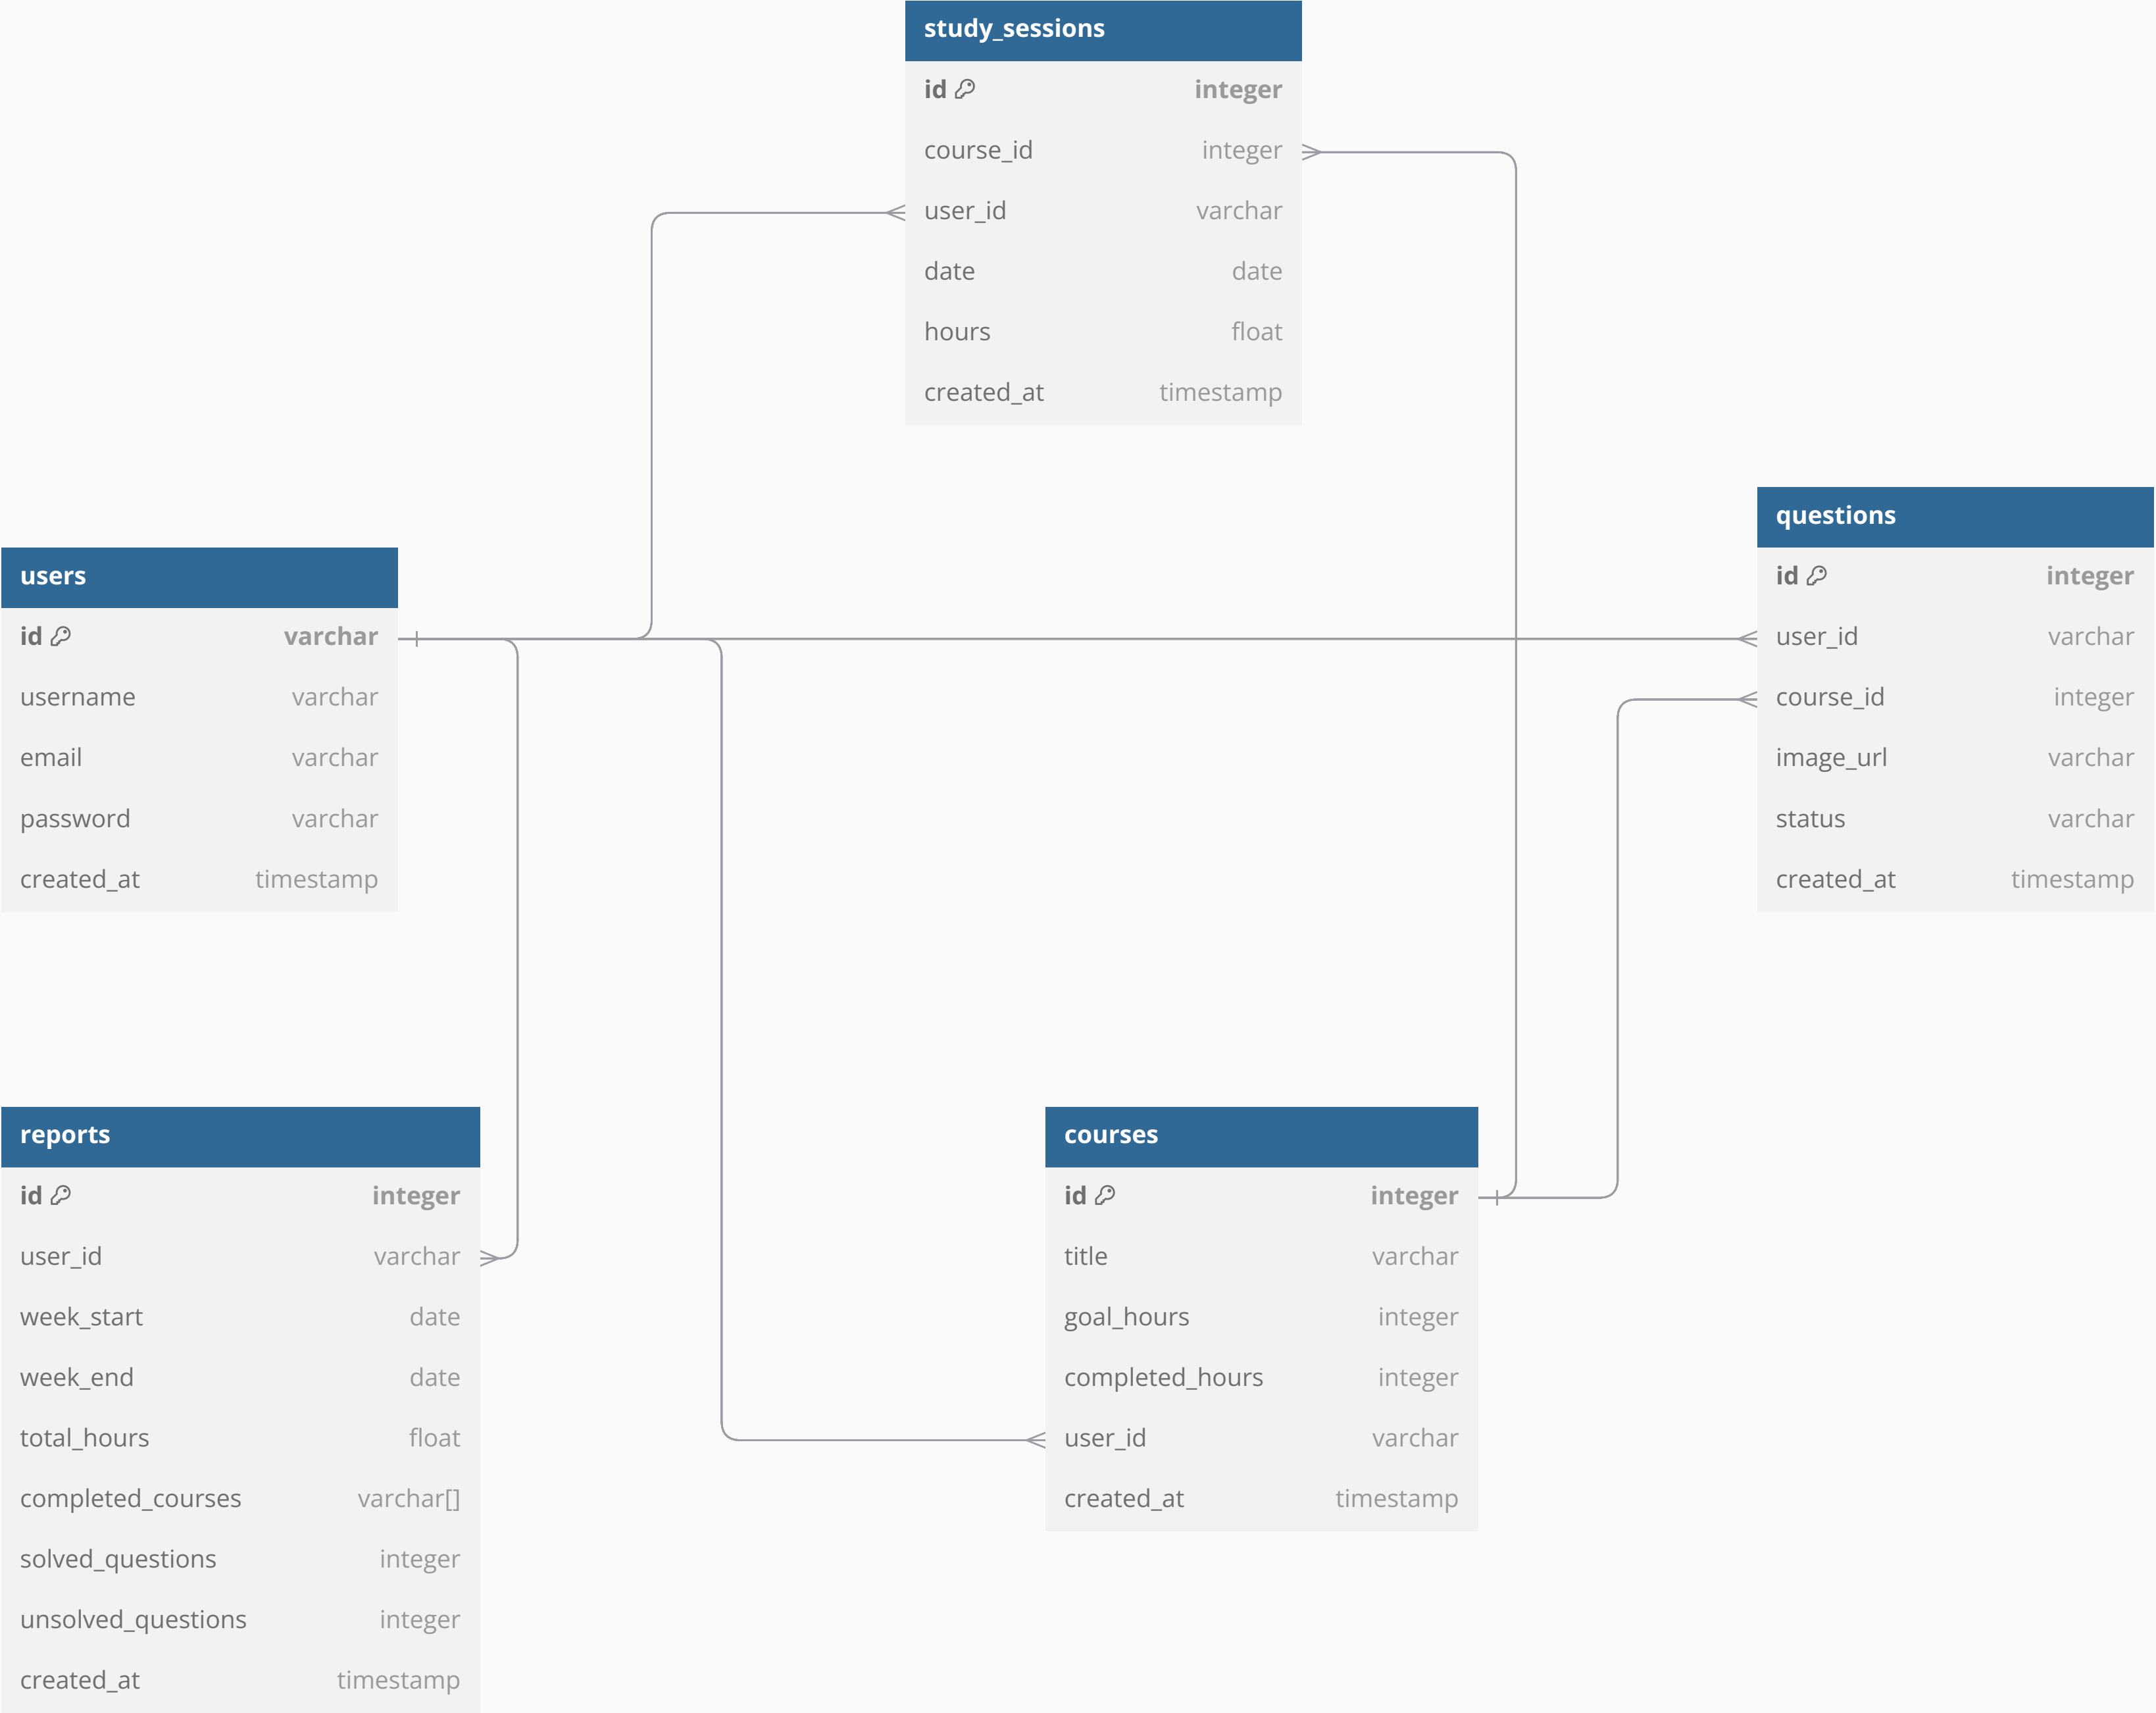 study_sessions
id integer
course_id integer
user_id varchar
date date
hours float
created_at timestamp
users
id varchar
username varchar
email varchar
password varchar
created_at timestamp
questions
id integer
user_id varchar
course_id integer
image_url varchar
status varchar
created_at timestamp
reports
id integer
user_id varchar
week_start date
week_end date
total_hours float
completed_courses varchar[]
solved_questions integer
unsolved_questions integer
created_at timestamp
courses
id integer
title varchar
goal_hours integer
completed_hours integer
user_id varchar
created_at timestamp